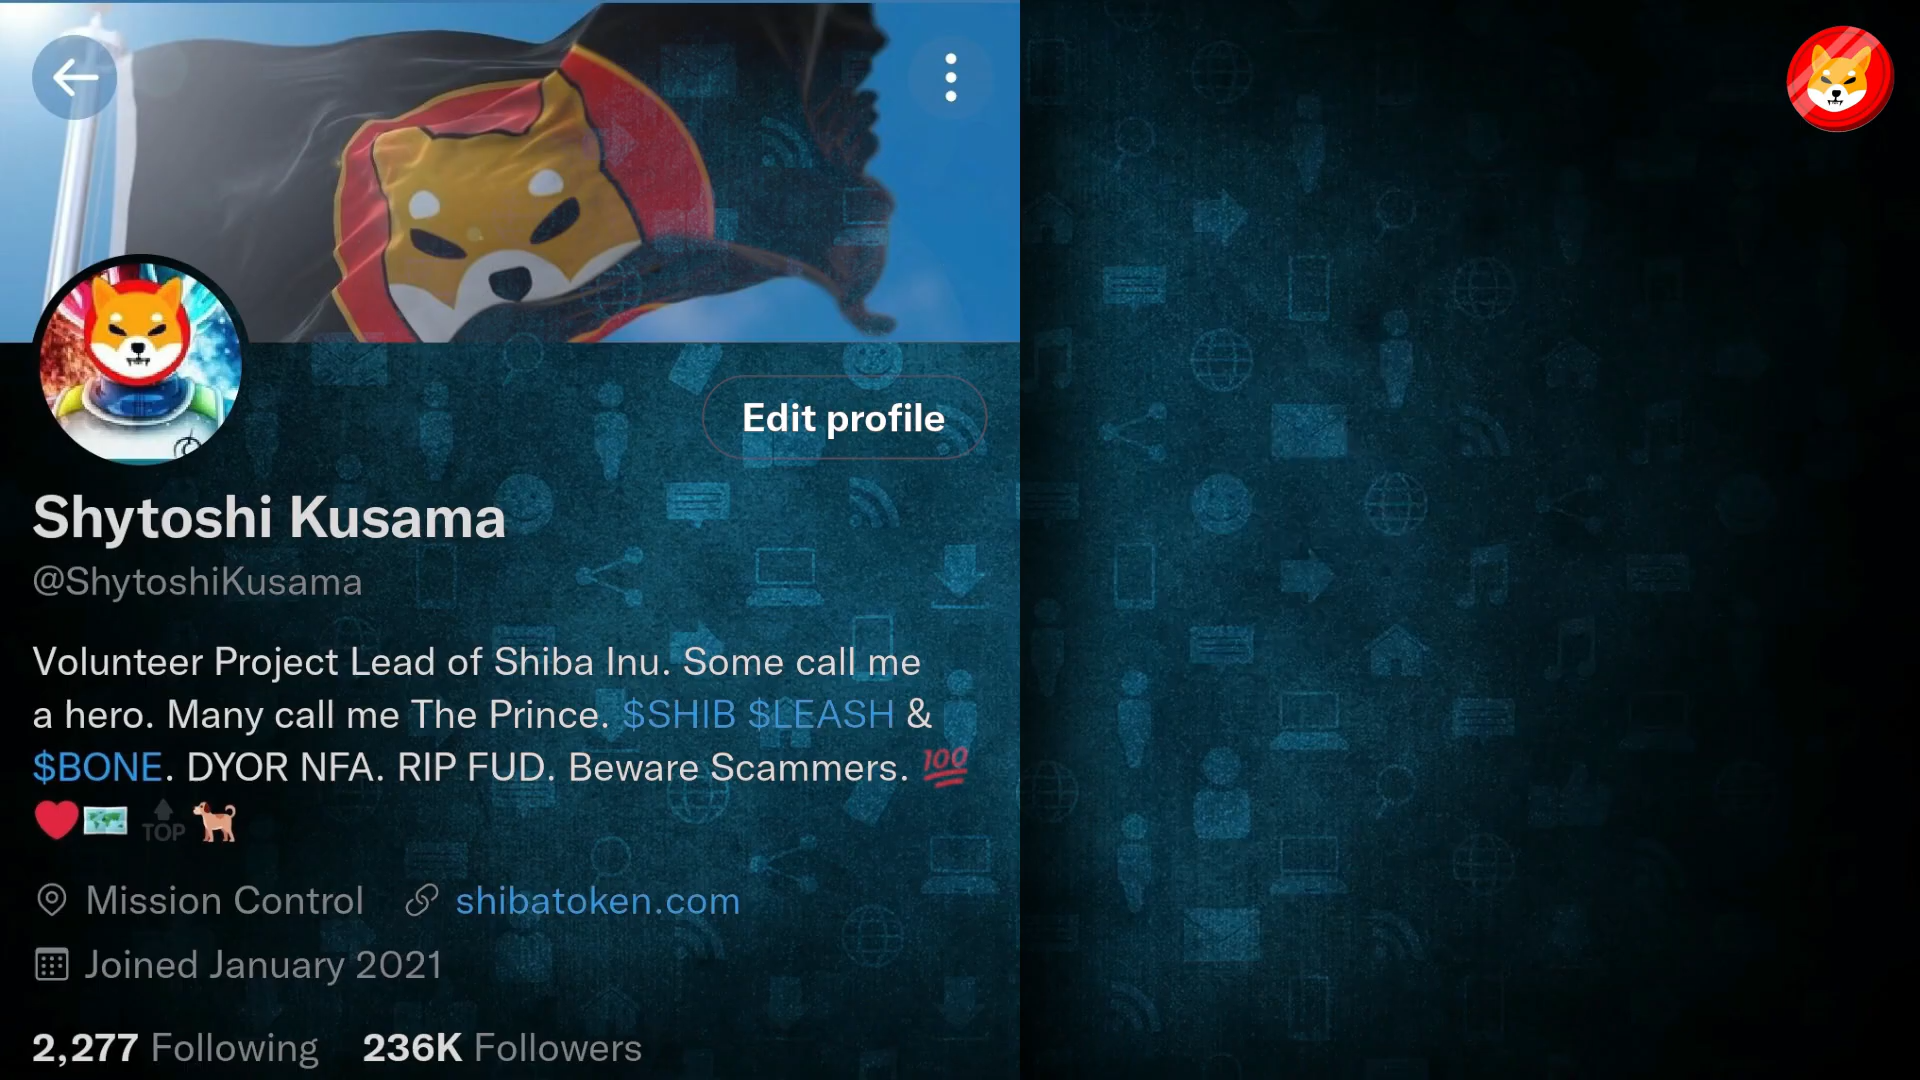 Edit profile
Shytoshi Kusama
@ShytoshiKusama
Volunteer Project Lead of Shiba Inu. Some call me
a hero. Many call me The Prince. $SHIB $LEASH &
$BONE. DYOR NFA. RIP FUD. Beware Scammers. 💯
❤️🗺️🔝🐕
Mission Control shibatoken.com
Joined January 2021
2,277 Following 236K Followers